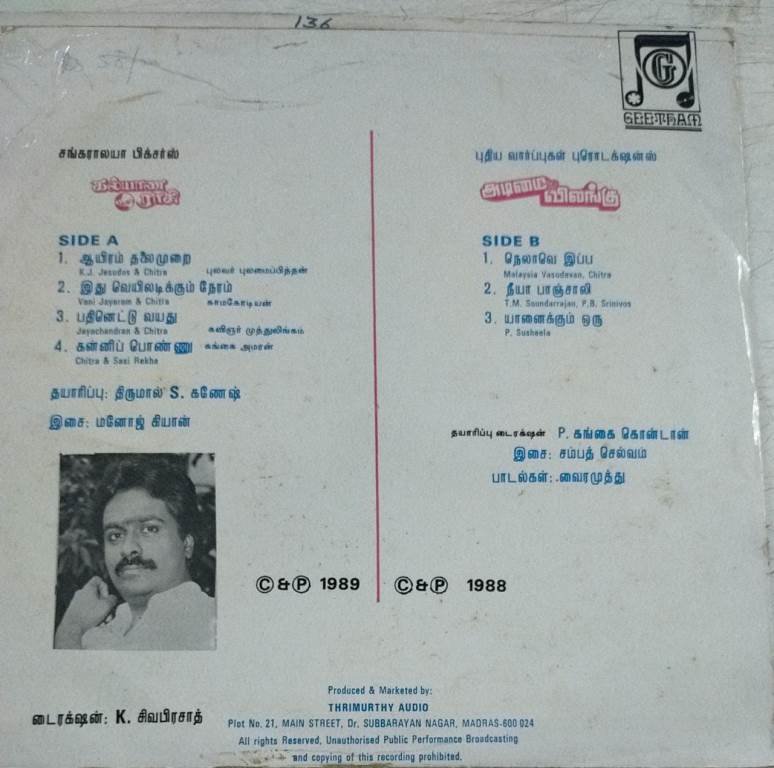 136
G
GEETHAM
சங்கராலயா பிக்சர்ஸ்
கல்யாண ராசி
SIDE A
1. ஆயிரம் தலைமுறை
K.J. Jesudos & Chitra புலவர் புலமைப்பித்தன்
2. இது வெயிலடிக்கும் நேரம்
Vani Jayaram & Chitra காமகோடியன்
3. பதினெட்டு வயது
Jayachandran & Chitra கவிஞர் முத்துலிங்கம்
4. கன்னிப் பொண்ணு கங்கை அமரன்
Chitra & Sasi Rekha
தயாரிப்பு: திருமால் S. கணேஷ்
இசை: மனோஜ் கியான்
புதிய வார்ப்புகள் புரொடக்ஷன்ஸ்
அடிமை விலங்கு
SIDE B
1. நெலாவெ இப்ப
Malaysia Vasudevan, Chitra
2. நீயா பாஞ்சாலி
T.M. Soundarrajan, P.B. Srinivos
3. யானைக்கும் ஒரு
P. Susheela
தயாரிப்பு டைரக்ஷன் P. கங்கை கொண்டான்
இசை: சம்பத் செல்வம்
பாடல்கள்: வைரமுத்து
© & ℗ 1989
© & ℗ 1988
டைரக்ஷன்: K. சிவபிரசாத்
Produced & Marketed by:
THRIMURTHY AUDIO
Plot No. 21, MAIN STREET, Dr. SUBBARAYAN NAGAR, MADRAS-600 024
All rights Reserved, Unauthorised Public Performance Broadcasting
and copying of this recording prohibited.